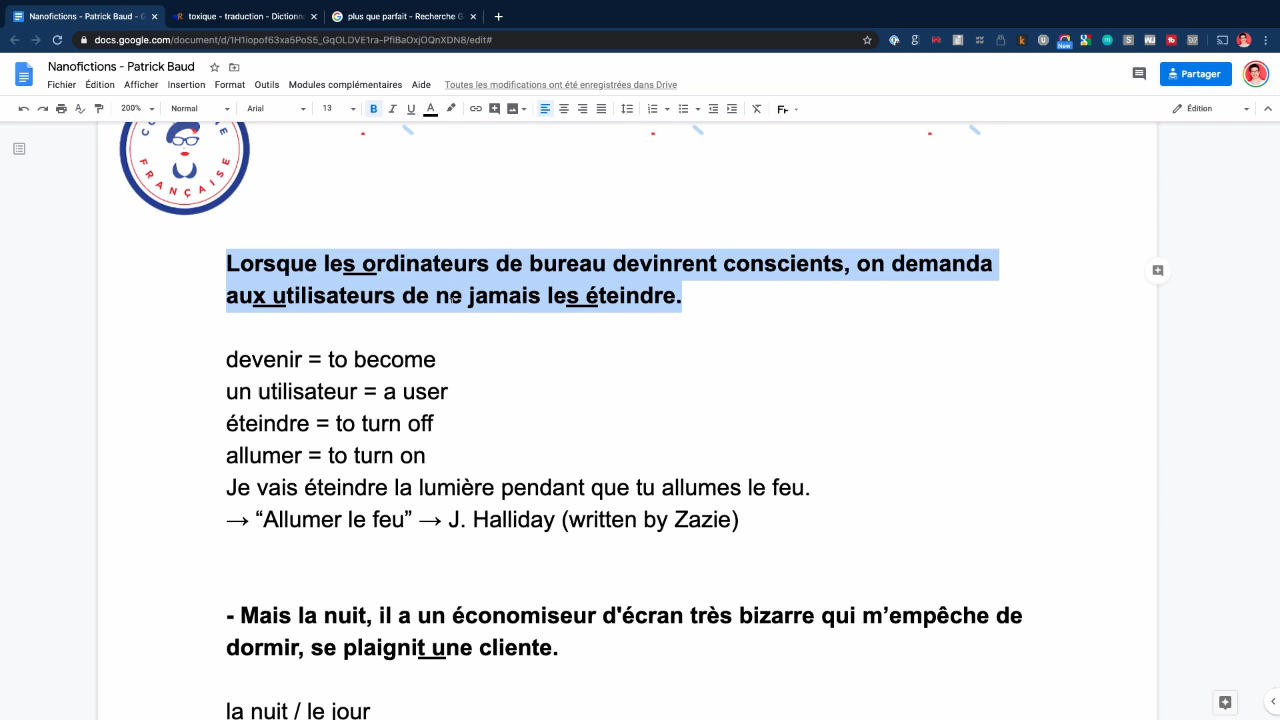 Nanofictions - Patrick Baud - G
toxique - traduction - Dictionn
plus que parfait - Recherche G
docs.google.com/document/d/1H1iopof63xa5PoS5_GqOLDVE1ra-PfiBaOxjOQnXDN8/edit#
Nanofictions - Patrick Baud
Fichier Édition Afficher Insertion Format Outils Modules complémentaires Aide Toutes les modifications ont été enregistrées dans Drive
Partager
200% Normal Arial 13 B I U A Édition
FRANÇAISE
Lorsque les ordinateurs de bureau devinrent conscients, on demanda
aux utilisateurs de ne jamais les éteindre.
devenir = to become
un utilisateur = a user
éteindre = to turn off
allumer = to turn on
Je vais éteindre la lumière pendant que tu allumes le feu.
→ “Allumer le feu” → J. Halliday (written by Zazie)
- Mais la nuit, il a un économiseur d'écran très bizarre qui m’empêche de
dormir, se plaignit une cliente.
la nuit / le jour